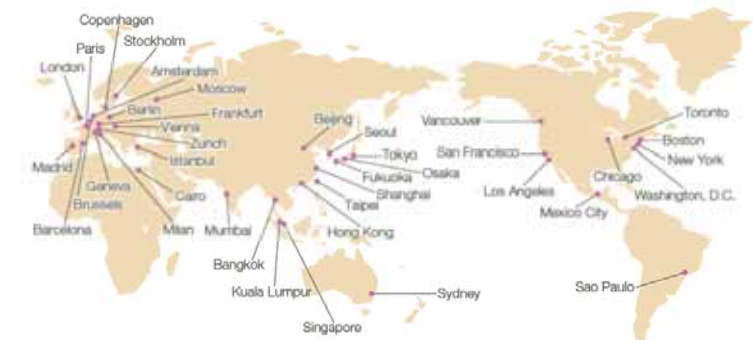 Copenhagen
Paris
Stockholm
London
Amsterdam
Moscow
Berlin
Frankfurt
Vienna
Zurich
Istanbul
Madrid
Geneva
Brussels
Barcelona
Milan
Cairo
Mumbai
Beijing
Seoul
Tokyo
Osaka
Fukuoka
Shanghai
Taipei
Hong Kong
Bangkok
Kuala Lumpur
Singapore
Sydney
Vancouver
San Francisco
Los Angeles
Mexico City
Toronto
Boston
New York
Chicago
Washington, D.C.
Sao Paulo